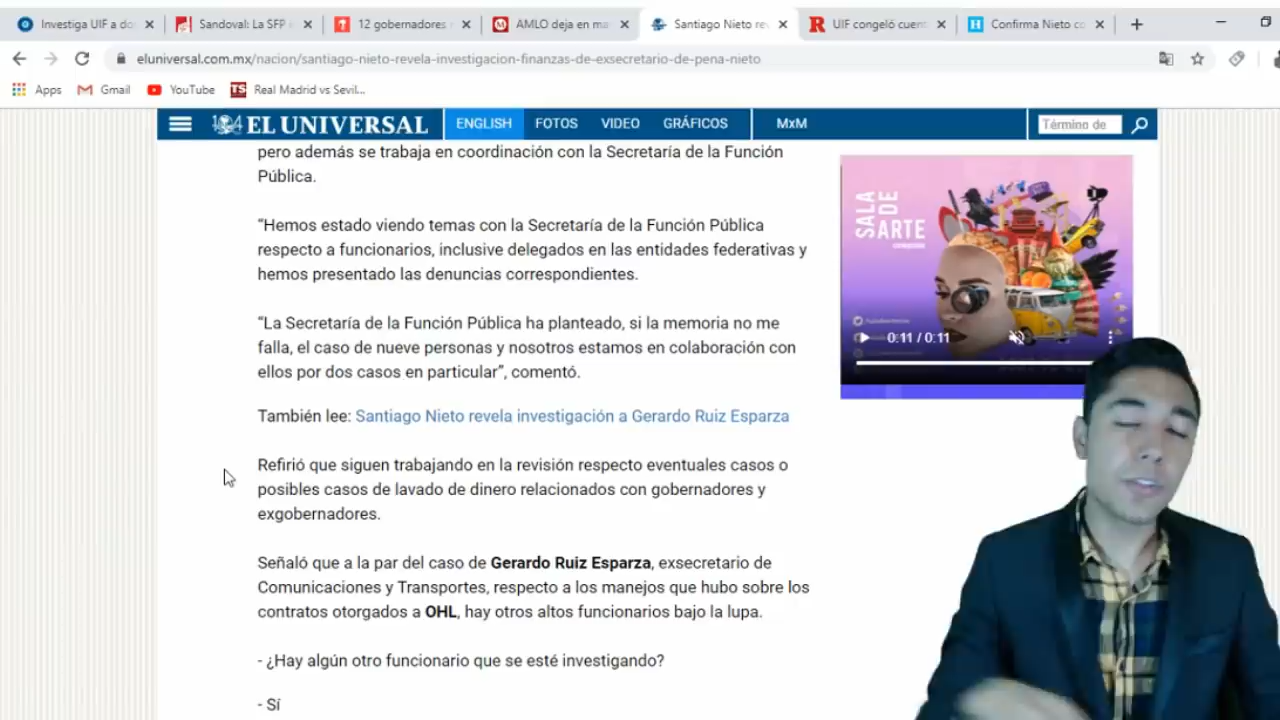 Investiga UIF a do
Sandoval: La SFP
12 gobernadores
AMLO deja en ma
Santiago Nieto rev
UIF congeló cuen
Confirma Nieto co
eluniversal.com.mx/nacion/santiago-nieto-revela-investigacion-finanzas-de-exsecretario-de-pena-nieto
Apps
Gmail
YouTube
TS Real Madrid vs Sevil...
EL UNIVERSAL
ENGLISH
FOTOS
VIDEO
GRÁFICOS
MxM
Término de
pero además se trabaja en coordinación con la Secretaría de la Función
Pública.
“Hemos estado viendo temas con la Secretaría de la Función Pública
respecto a funcionarios, inclusive delegados en las entidades federativas y
hemos presentado las denuncias correspondientes.
“La Secretaría de la Función Pública ha planteado, si la memoria no me
falla, el caso de nueve personas y nosotros estamos en colaboración con
ellos por dos casos en particular”, comentó.
También lee: Santiago Nieto revela investigación a Gerardo Ruiz Esparza
Refirió que siguen trabajando en la revisión respecto eventuales casos o
posibles casos de lavado de dinero relacionados con gobernadores y
exgobernadores.
Señaló que a la par del caso de Gerardo Ruiz Esparza, exsecretario de
Comunicaciones y Transportes, respecto a los manejos que hubo sobre los
contratos otorgados a OHL, hay otros altos funcionarios bajo la lupa.
- ¿Hay algún otro funcionario que se esté investigando?
- Sí
SALA
DE
ARTE
0:11 / 0:11